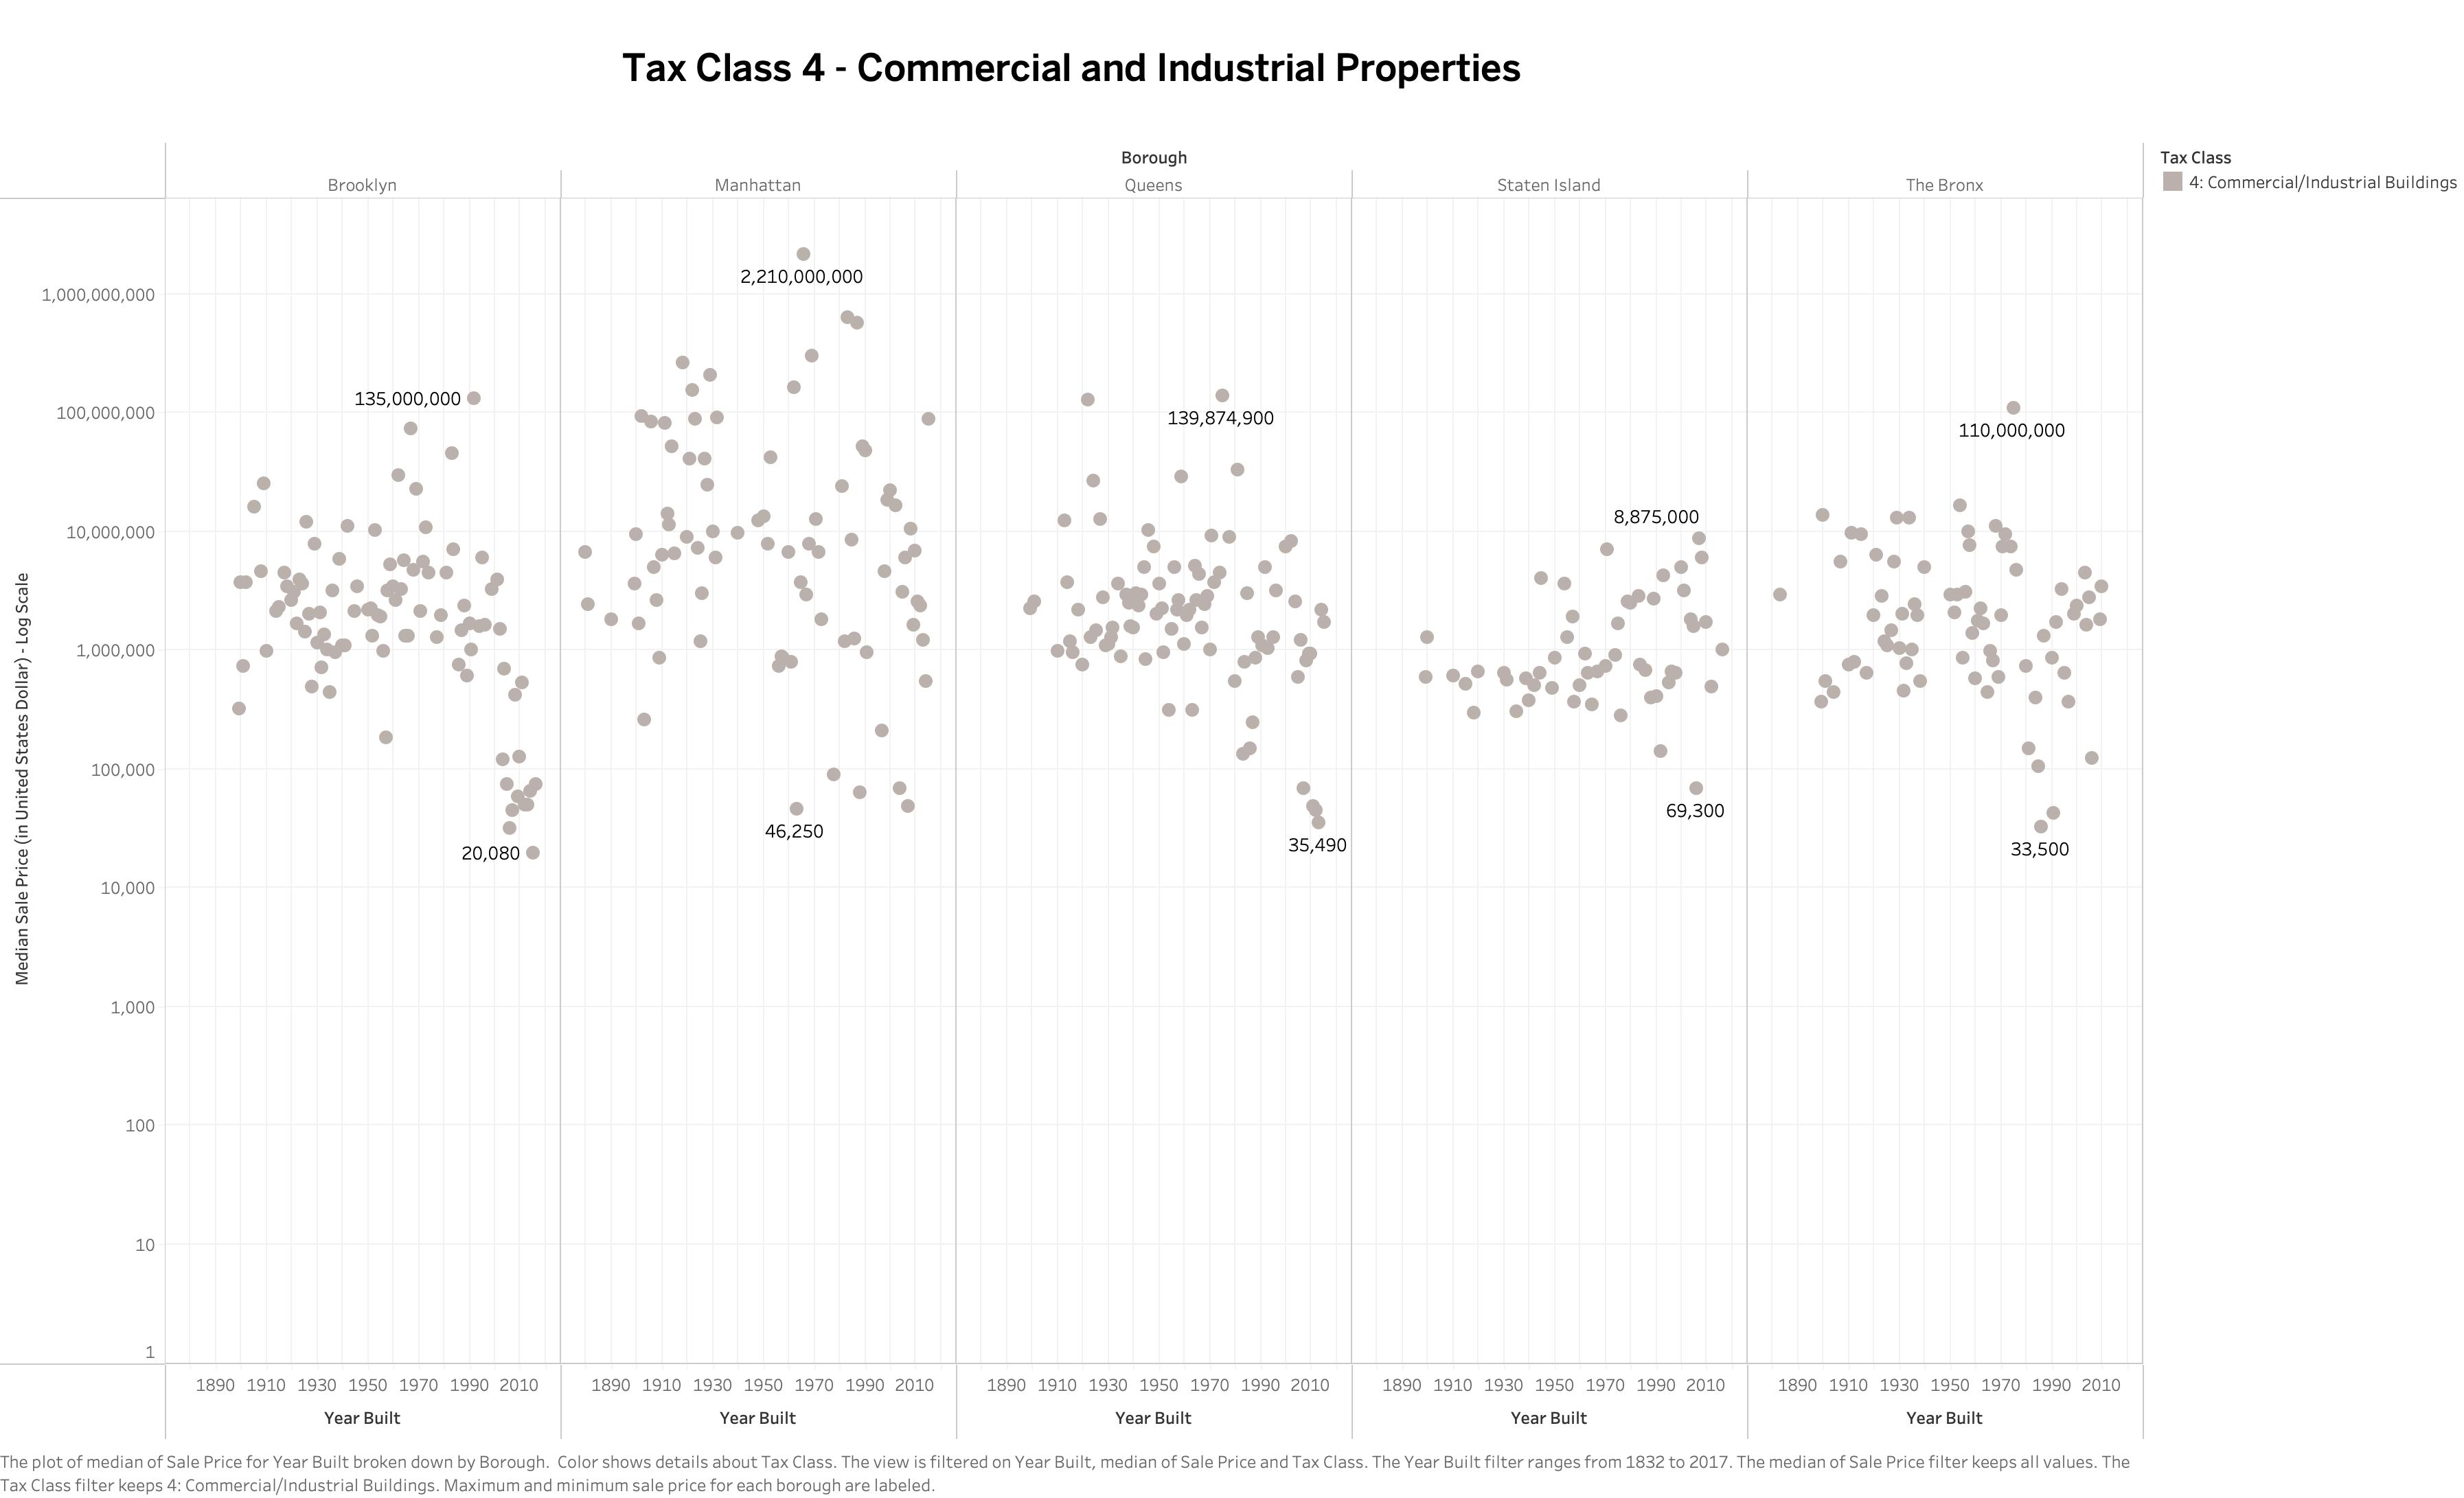 Tax Class 4 - Commercial and Industrial Properties
Borough
Brooklyn Manhattan Queens Staten Island The Bronx
Tax Class
4: Commercial/Industrial Buildings
Median Sale Price (in United States Dollar) - Log Scale
1,000,000,000
100,000,000
10,000,000
1,000,000
100,000
10,000
1,000
100
10
1
135,000,000
20,080
2,210,000,000
46,250
139,874,900
35,490
8,875,000
69,300
110,000,000
33,500
1890 1910 1930 1950 1970 1990 2010 1890 1910 1930 1950 1970 1990 2010 1890 1910 1930 1950 1970 1990 2010 1890 1910 1930 1950 1970 1990 2010 1890 1910 1930 1950 1970 1990 2010
Year Built Year Built Year Built Year Built Year Built
The plot of median of Sale Price for Year Built broken down by Borough.  Color shows details about Tax Class. The view is filtered on Year Built, median of Sale Price and Tax Class. The Year Built filter ranges from 1832 to 2017. The median of Sale Price filter keeps all values. The
Tax Class filter keeps 4: Commercial/Industrial Buildings. Maximum and minimum sale price for each borough are labeled.